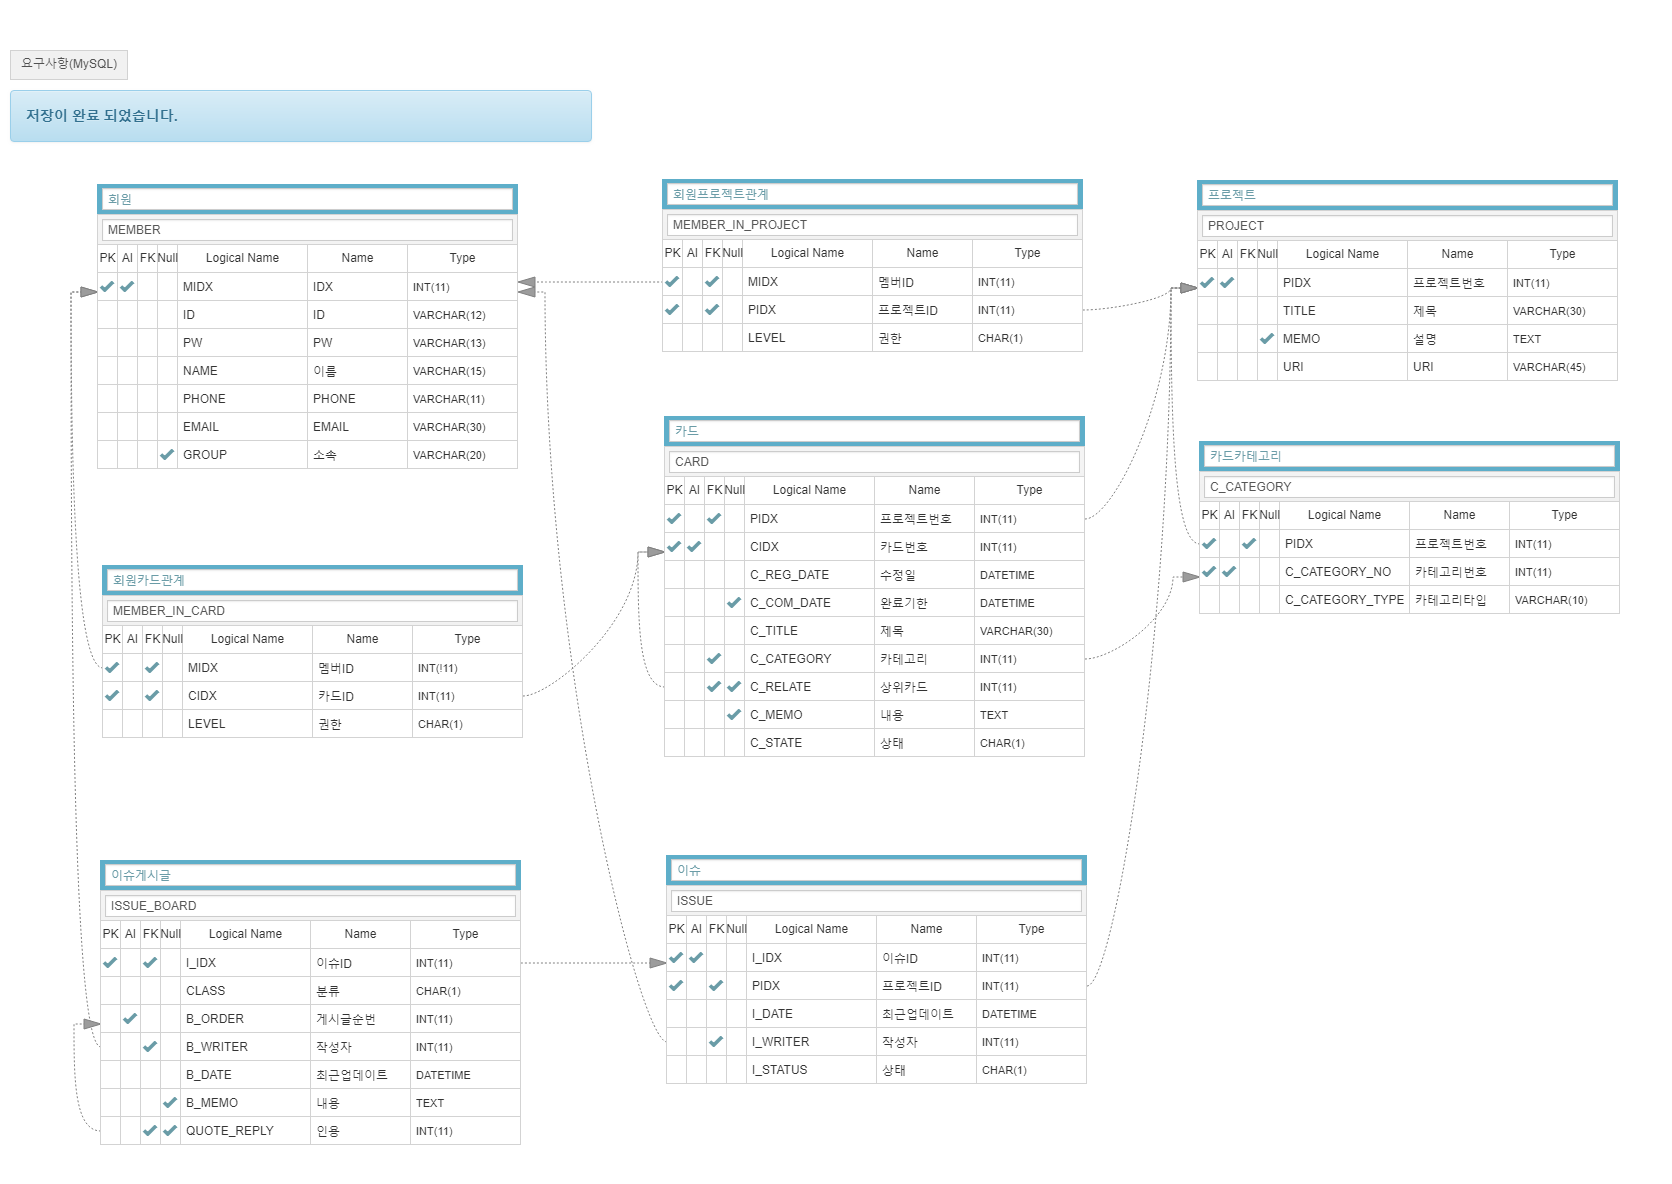 요구사항(MySQL)
저장이 완료 되었습니다.
회원
MEMBER
PK AI FK Null Logical Name Name Type
MIDX IDX INT(11)
ID ID VARCHAR(12)
PW PW VARCHAR(13)
NAME 이름 VARCHAR(15)
PHONE PHONE VARCHAR(11)
EMAIL EMAIL VARCHAR(30)
GROUP 소속 VARCHAR(20)
회원프로젝트관계
MEMBER_IN_PROJECT
PK AI FK Null Logical Name Name Type
MIDX 멤버ID INT(11)
PIDX 프로젝트ID INT(11)
LEVEL 권한 CHAR(1)
프로젝트
PROJECT
PK AI FK Null Logical Name Name Type
PIDX 프로젝트번호 INT(11)
TITLE 제목 VARCHAR(30)
MEMO 설명 TEXT
URI URI VARCHAR(45)
카드
CARD
PK AI FK Null Logical Name Name Type
PIDX 프로젝트번호 INT(11)
CIDX 카드번호 INT(11)
C_REG_DATE 수정일 DATETIME
C_COM_DATE 완료기한 DATETIME
C_TITLE 제목 VARCHAR(30)
C_CATEGORY 카테고리 INT(11)
C_RELATE 상위카드 INT(11)
C_MEMO 내용 TEXT
C_STATE 상태 CHAR(1)
카드카테고리
C_CATEGORY
PK AI FK Null Logical Name Name Type
PIDX 프로젝트번호 INT(11)
C_CATEGORY_NO 카테고리번호 INT(11)
C_CATEGORY_TYPE 카테고리타입 VARCHAR(10)
회원카드관계
MEMBER_IN_CARD
PK AI FK Null Logical Name Name Type
MIDX 멤버ID INT(!11)
CIDX 카드ID INT(11)
LEVEL 권한 CHAR(1)
이슈게시글
ISSUE_BOARD
PK AI FK Null Logical Name Name Type
I_IDX 이슈ID INT(11)
CLASS 분류 CHAR(1)
B_ORDER 게시글순번 INT(11)
B_WRITER 작성자 INT(11)
B_DATE 최근업데이트 DATETIME
B_MEMO 내용 TEXT
QUOTE_REPLY 인용 INT(11)
이슈
ISSUE
PK AI FK Null Logical Name Name Type
I_IDX 이슈ID INT(11)
PIDX 프로젝트ID INT(11)
I_DATE 최근업데이트 DATETIME
I_WRITER 작성자 INT(11)
I_STATUS 상태 CHAR(1)